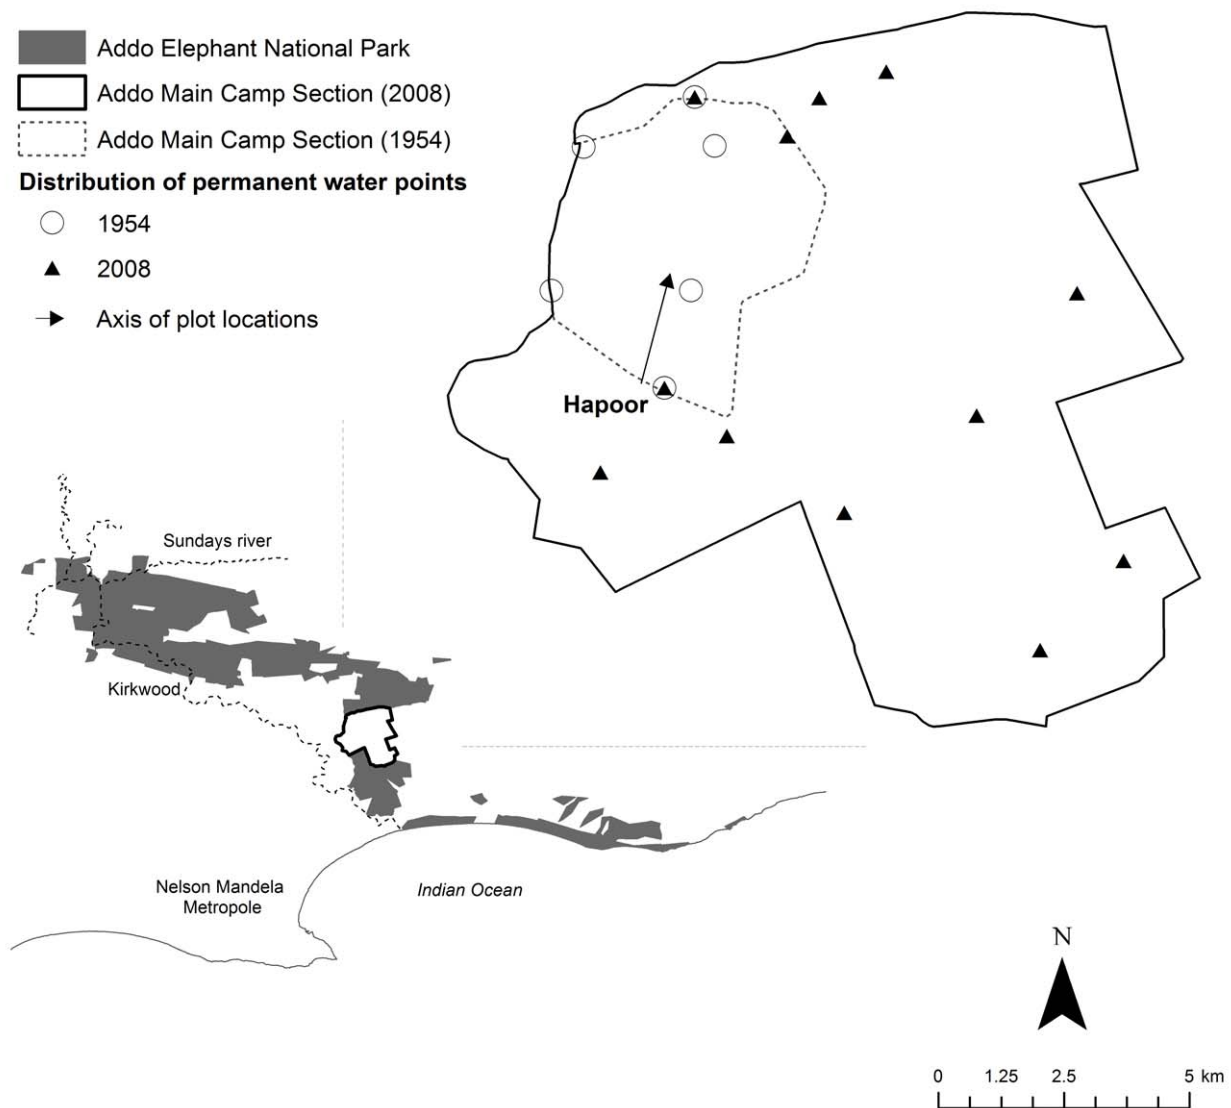 Addo Elephant National Park
Addo Main Camp Section (2008)
Addo Main Camp Section (1954)
Distribution of permanent water points
1954
2008
Axis of plot locations
Hapoor
Sundays river
Kirkwood
Nelson Mandela
Metropole
Indian Ocean
N
0 1.25 2.5 5 km